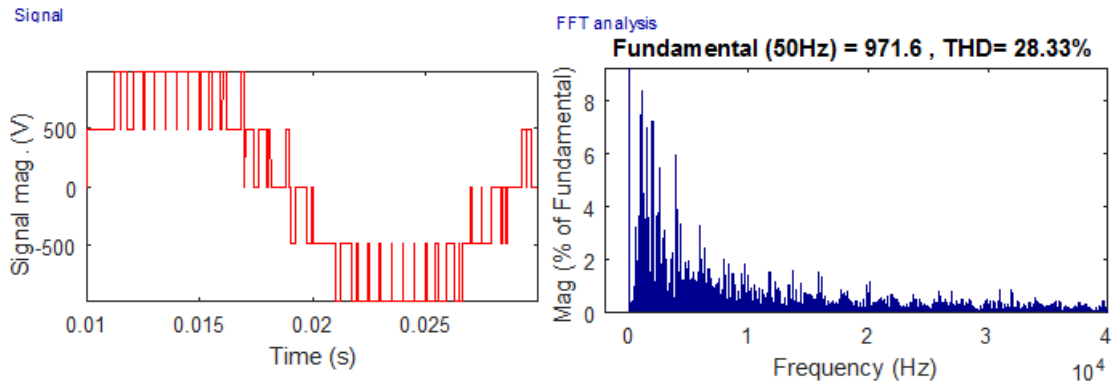 Signal
Signal mag. (V)
500
0
-500
0.01
0.015
0.02
0.025
Time (s)
FFT analysis
Fundamental (50Hz) = 971.6 , THD= 28.33%
Mag (% of Fundamental)
8
6
4
2
0
0
1
2
3
4
Frequency (Hz)
10⁴